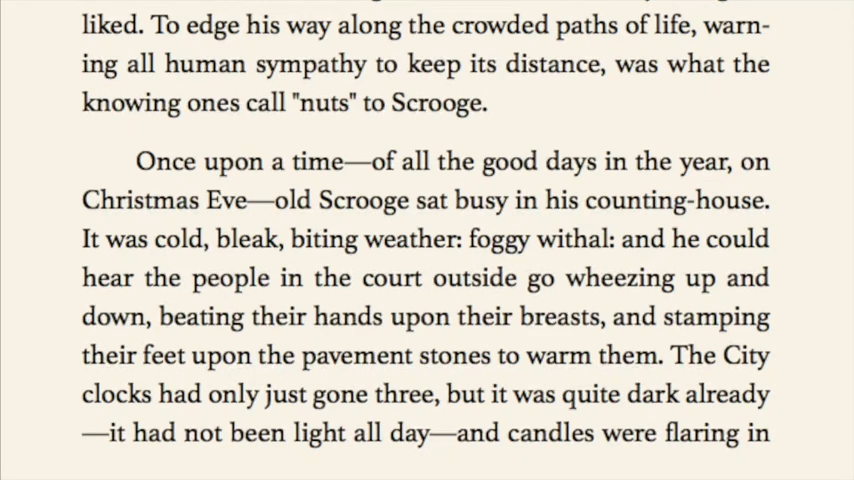 liked. To edge his way along the crowded paths of life, warn-
ing all human sympathy to keep its distance, was what the
knowing ones call "nuts" to Scrooge.
Once upon a time—of all the good days in the year, on
Christmas Eve—old Scrooge sat busy in his counting-house.
It was cold, bleak, biting weather: foggy withal: and he could
hear the people in the court outside go wheezing up and
down, beating their hands upon their breasts, and stamping
their feet upon the pavement stones to warm them. The City
clocks had only just gone three, but it was quite dark already
—it had not been light all day—and candles were flaring in